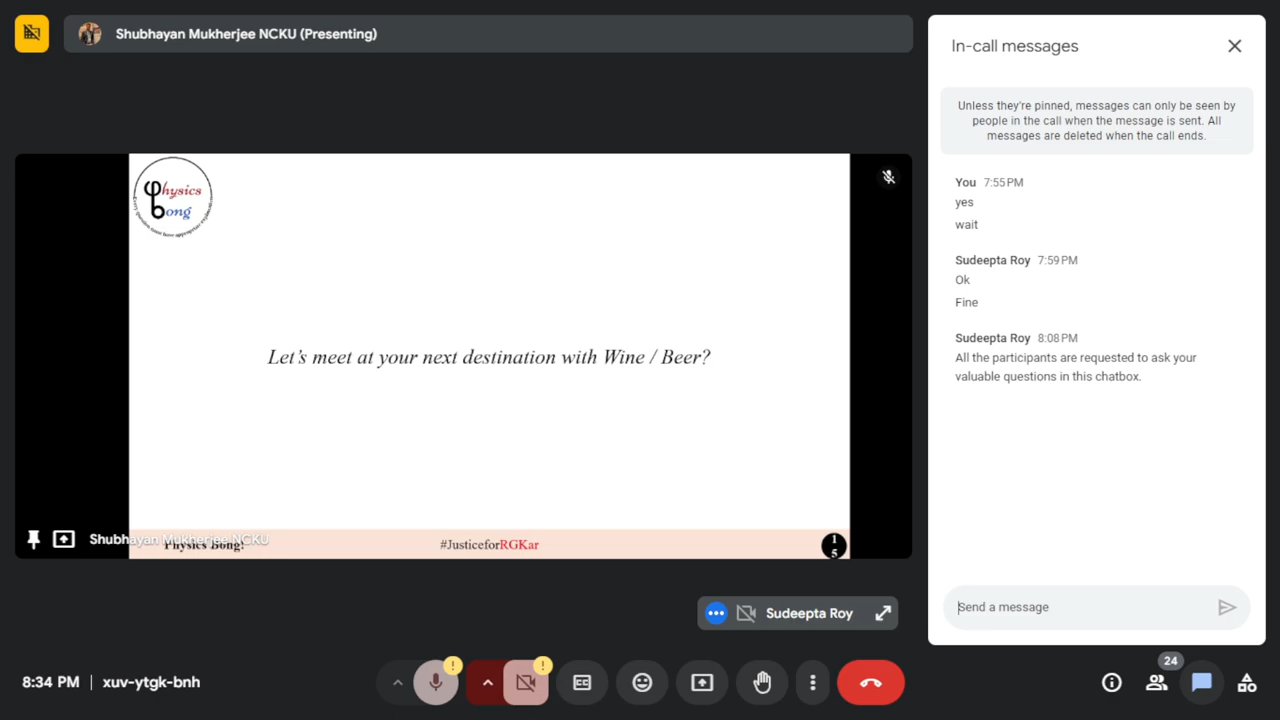 Shubhayan Mukherjee NCKU (Presenting)
φhysics
bong
Let's meet at your next destination with Wine / Beer?
Shubhayan Mukherjee NCKU
Physics Bong!
#JusticeforRGKar
1
5
Sudeepta Roy
8:34 PM | xuv-ytgk-bnh
24
In-call messages
Unless they're pinned, messages can only be seen by
people in the call when the message is sent. All
messages are deleted when the call ends.
You 7:55 PM
yes
wait
Sudeepta Roy 7:59 PM
Ok
Fine
Sudeepta Roy 8:08 PM
All the participants are requested to ask your
valuable questions in this chatbox.
Send a message